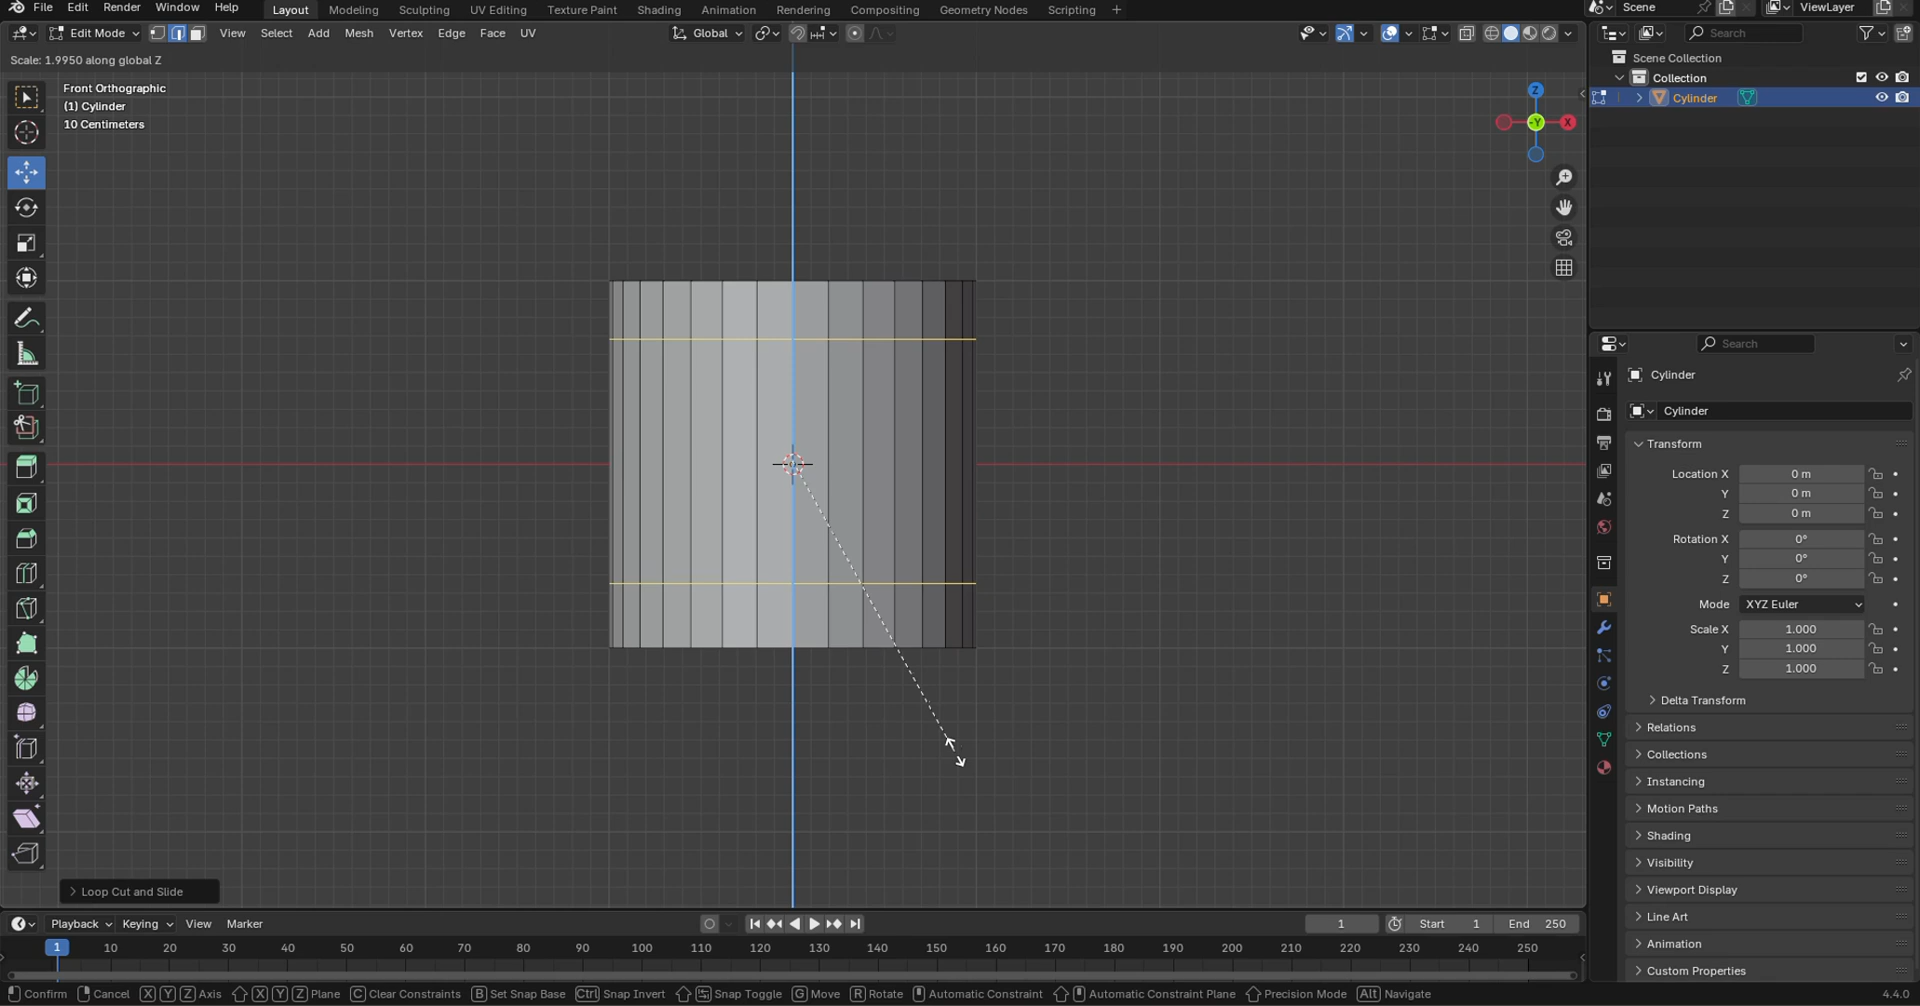 File Edit Render Window Help Layout Modeling Sculpting UV Editing Texture Paint Shading Animation Rendering Compositing Geometry Nodes Scripting + Scene ViewLayer
Edit Mode View Select Add Mesh Vertex Edge Face UV Global Search
Scale: 1.9950 along global Z
Scene Collection
Collection
Cylinder
Front Orthographic
(1) Cylinder
10 Centimeters
Z
-Y
X
Search
Cylinder
Cylinder
Transform
Location X 0 m
Y 0 m
Z 0 m
Rotation X 0°
Y 0°
Z 0°
Mode XYZ Euler
Scale X 1.000
Y 1.000
Z 1.000
Delta Transform
Relations
Collections
Instancing
Motion Paths
Shading
Visibility
Viewport Display
Line Art
Animation
Custom Properties
Loop Cut and Slide
Playback Keying View Marker 1 Start 1 End 250
1 10 20 30 40 50 60 70 80 90 100 110 120 130 140 150 160 170 180 190 200 210 220 230 240 250
Confirm Cancel X Y Z Axis X Y Z Plane C Clear Constraints B Set Snap Base Ctrl Snap Invert Snap Toggle G Move R Rotate Automatic Constraint Automatic Constraint Plane Precision Mode Alt Navigate 4.4.0